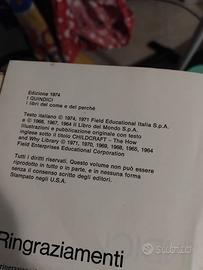 Edizione 1974
I QUINDICI
I libri del come e del perchè
Testo italiano © 1974, 1971 Field Educational Italia S.p.A.
e © 1968, 1967, 1964 Il Libro del Mondo S.p.A.
Illustrazioni e pubblicazione originale con testo
inglese sotto il titolo CHILDCRAFT - The How
and Why Library © 1971, 1970, 1969, 1968, 1965, 1964
Field Enterprises Educational Corporation
Tutti i diritti riservati. Questo volume non può essere
riprodotto in tutto o in parte, e in nessuna forma
senza il consenso scritto degli editori.
Stampato negli U.S.A.
Ringraziamenti
subito